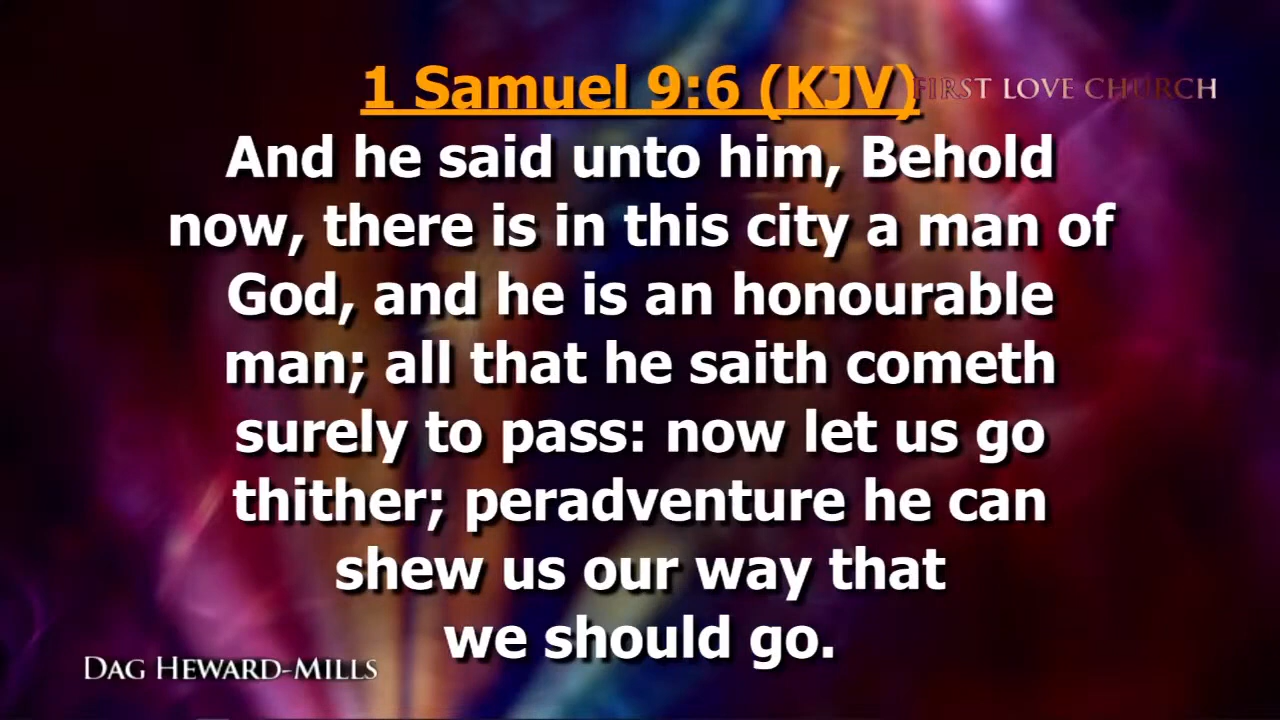 1 Samuel 9:6 (KJV)
FIRST LOVE CHURCH
And he said unto him, Behold
now, there is in this city a man of
God, and he is an honourable
man; all that he saith cometh
surely to pass: now let us go
thither; peradventure he can
shew us our way that
we should go.
DAG HEWARD-MILLS